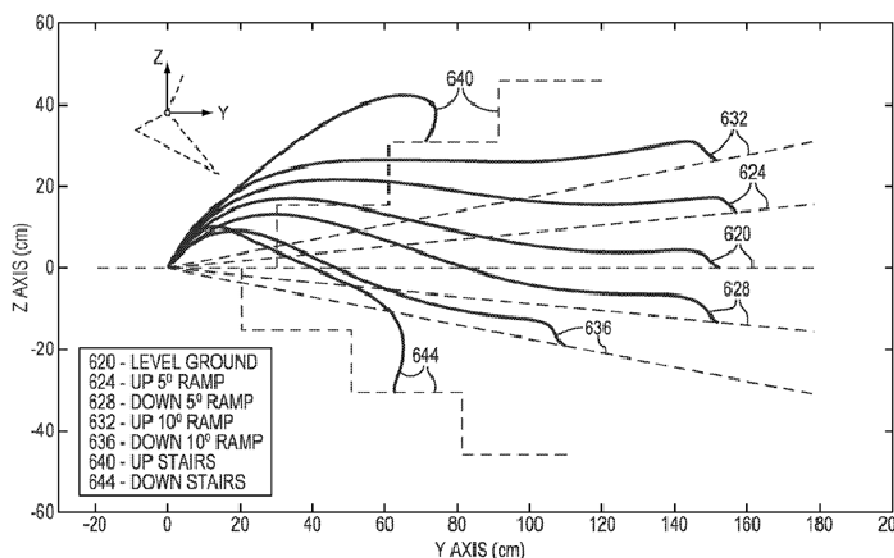 60
40
20
0
-20
-40
-60
Z AXIS (cm)
Z
Y
640
632
624
620
628
636
644
620 - LEVEL GROUND
624 - UP 5º RAMP
628 - DOWN 5º RAMP
632 - UP 10º RAMP
636 - DOWN 10º RAMP
640 - UP STAIRS
644 - DOWN STAIRS
-20 0 20 40 60 80 100 120 140 160 180 20
Y AXIS (cm)